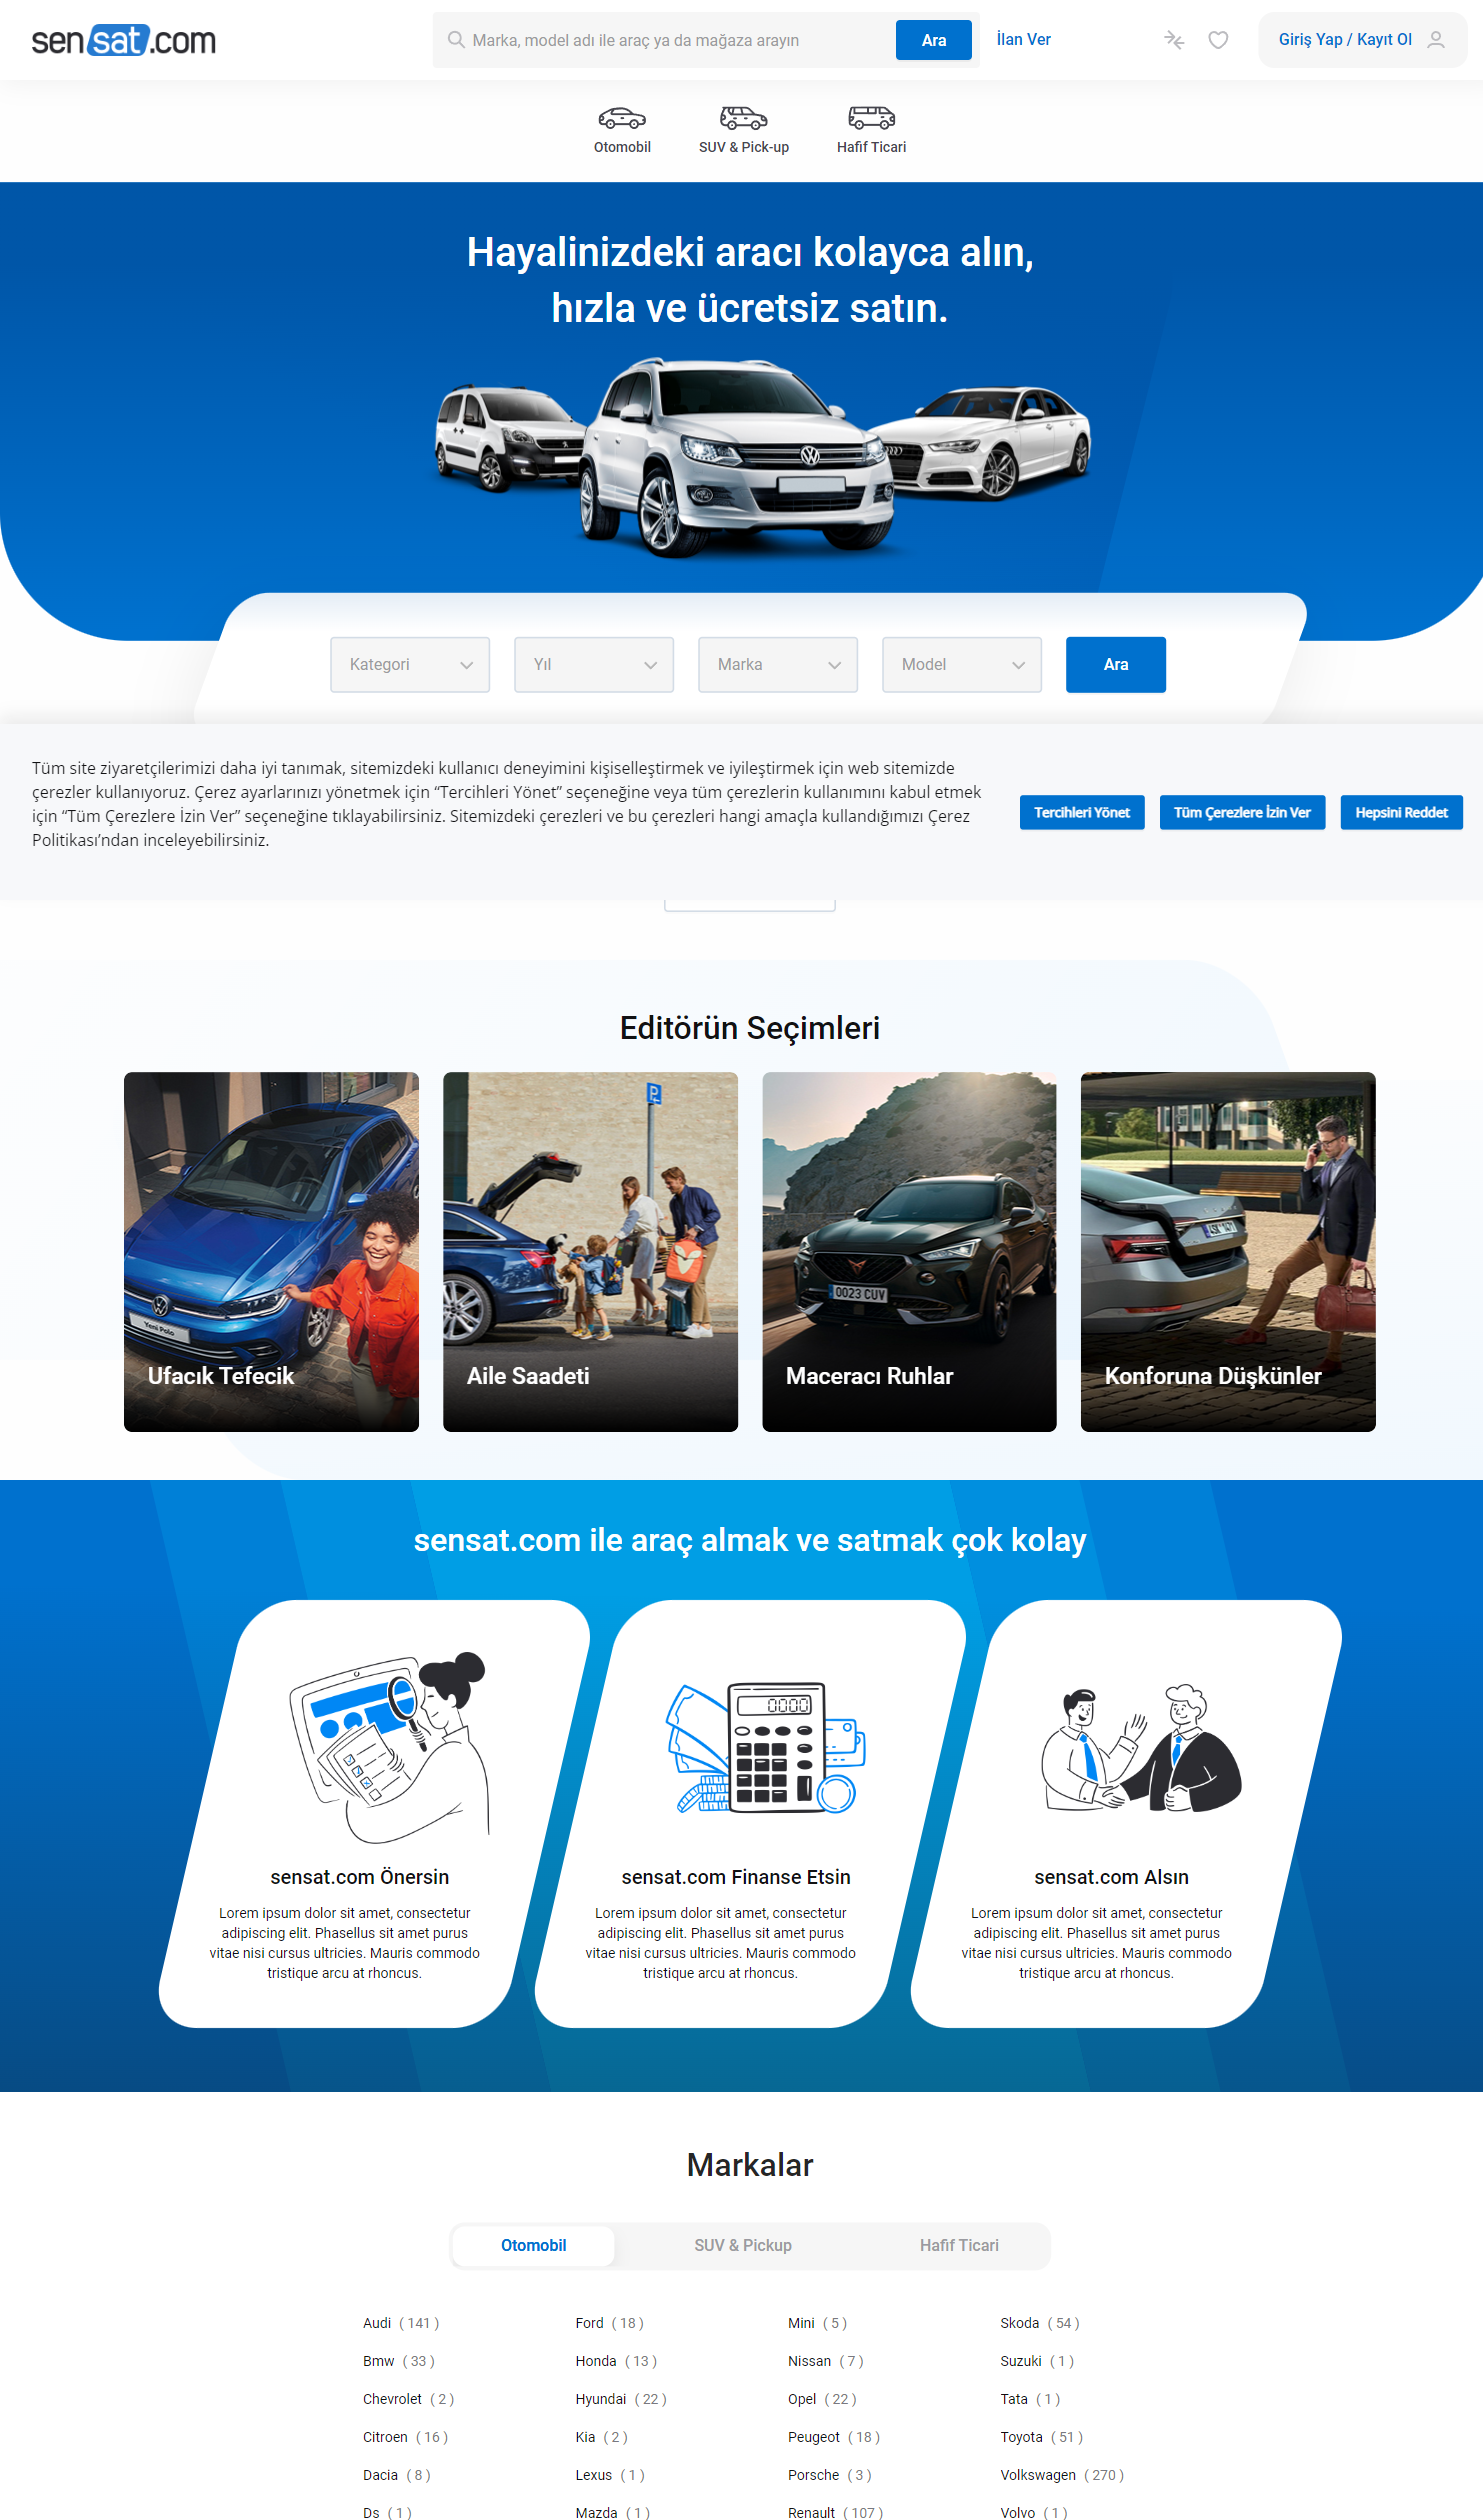 sensat.com
Marka, model adı ile araç ya da mağaza arayın
Ara
İlan Ver
Giriş Yap / Kayıt Ol
Otomobil
SUV & Pick-up
Hafif Ticari
Hayalinizdeki aracı kolayca alın,
hızla ve ücretsiz satın.
Kategori
Yıl
Marka
Model
Ara
Tüm site ziyaretçilerimizi daha iyi tanımak, sitemizdeki kullanıcı deneyimini kişiselleştirmek ve iyileştirmek için web sitemizde
çerezler kullanıyoruz. Çerez ayarlarınızı yönetmek için “Tercihleri Yönet” seçeneğine veya tüm çerezlerin kullanımını kabul etmek
için “Tüm Çerezlere İzin Ver” seçeneğine tıklayabilirsiniz. Sitemizdeki çerezleri ve bu çerezleri hangi amaçla kullandığımızı Çerez
Politikası’ndan inceleyebilirsiniz.
Tercihleri Yönet
Tüm Çerezlere İzin Ver
Hepsini Reddet
Editörün Seçimleri
P
Yeni Polo
0023 CUV
Ufacık Tefecik
Aile Saadeti
Maceracı Ruhlar
Konforuna Düşkünler
sensat.com ile araç almak ve satmak çok kolay
0000
sensat.com Önersin
Lorem ipsum dolor sit amet, consectetur
adipiscing elit. Phasellus sit amet purus
vitae nisi cursus ultricies. Mauris commodo
tristique arcu at rhoncus.
sensat.com Finanse Etsin
Lorem ipsum dolor sit amet, consectetur
adipiscing elit. Phasellus sit amet purus
vitae nisi cursus ultricies. Mauris commodo
tristique arcu at rhoncus.
sensat.com Alsın
Lorem ipsum dolor sit amet, consectetur
adipiscing elit. Phasellus sit amet purus
vitae nisi cursus ultricies. Mauris commodo
tristique arcu at rhoncus.
Markalar
Otomobil
SUV & Pickup
Hafif Ticari
Audi ( 141 )
Ford ( 18 )
Mini ( 5 )
Skoda ( 54 )
Bmw ( 33 )
Honda ( 13 )
Nissan ( 7 )
Suzuki ( 1 )
Chevrolet ( 2 )
Hyundai ( 22 )
Opel ( 22 )
Tata ( 1 )
Citroen ( 16 )
Kia ( 2 )
Peugeot ( 18 )
Toyota ( 51 )
Dacia ( 8 )
Lexus ( 1 )
Porsche ( 3 )
Volkswagen ( 270 )
Ds ( 1 )
Mazda ( 1 )
Renault ( 107 )
Volvo ( 1 )